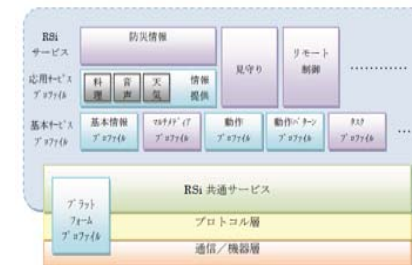 RSi
サービス
防災情報
見守り
リモート
制御
…………
応用サービス
プロファイル
料理
音声
天気
情報
提供
基本サービス
プロファイル
基本情報
プロファイル
マルチメディア
プロファイル
動作
プロファイル
動作パターン
プロファイル
タスク
プロファイル
…
プラット
フォーム
プロファイル
RSi 共通サービス
プロトコル層
通信／機器層